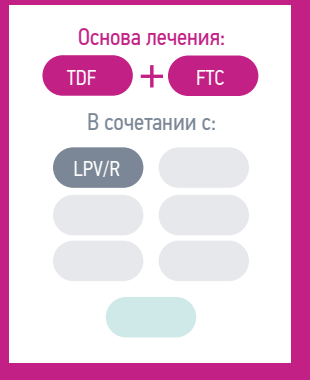 Основа лечения:
TDF + FTC
В сочетании с:
LPV/R